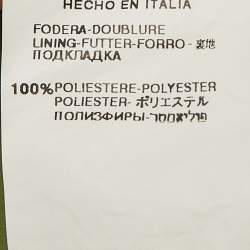 HECHO EN ITALIA
FODERA-DOUBLURE
LINING-FUTTER-FORRO-裏地
ПОДКЛАДКА
100% POLIESTERE-POLYESTER
POLIESTER-ポリエステル
ПОЛИЭФИРЫ-פוליאסטר